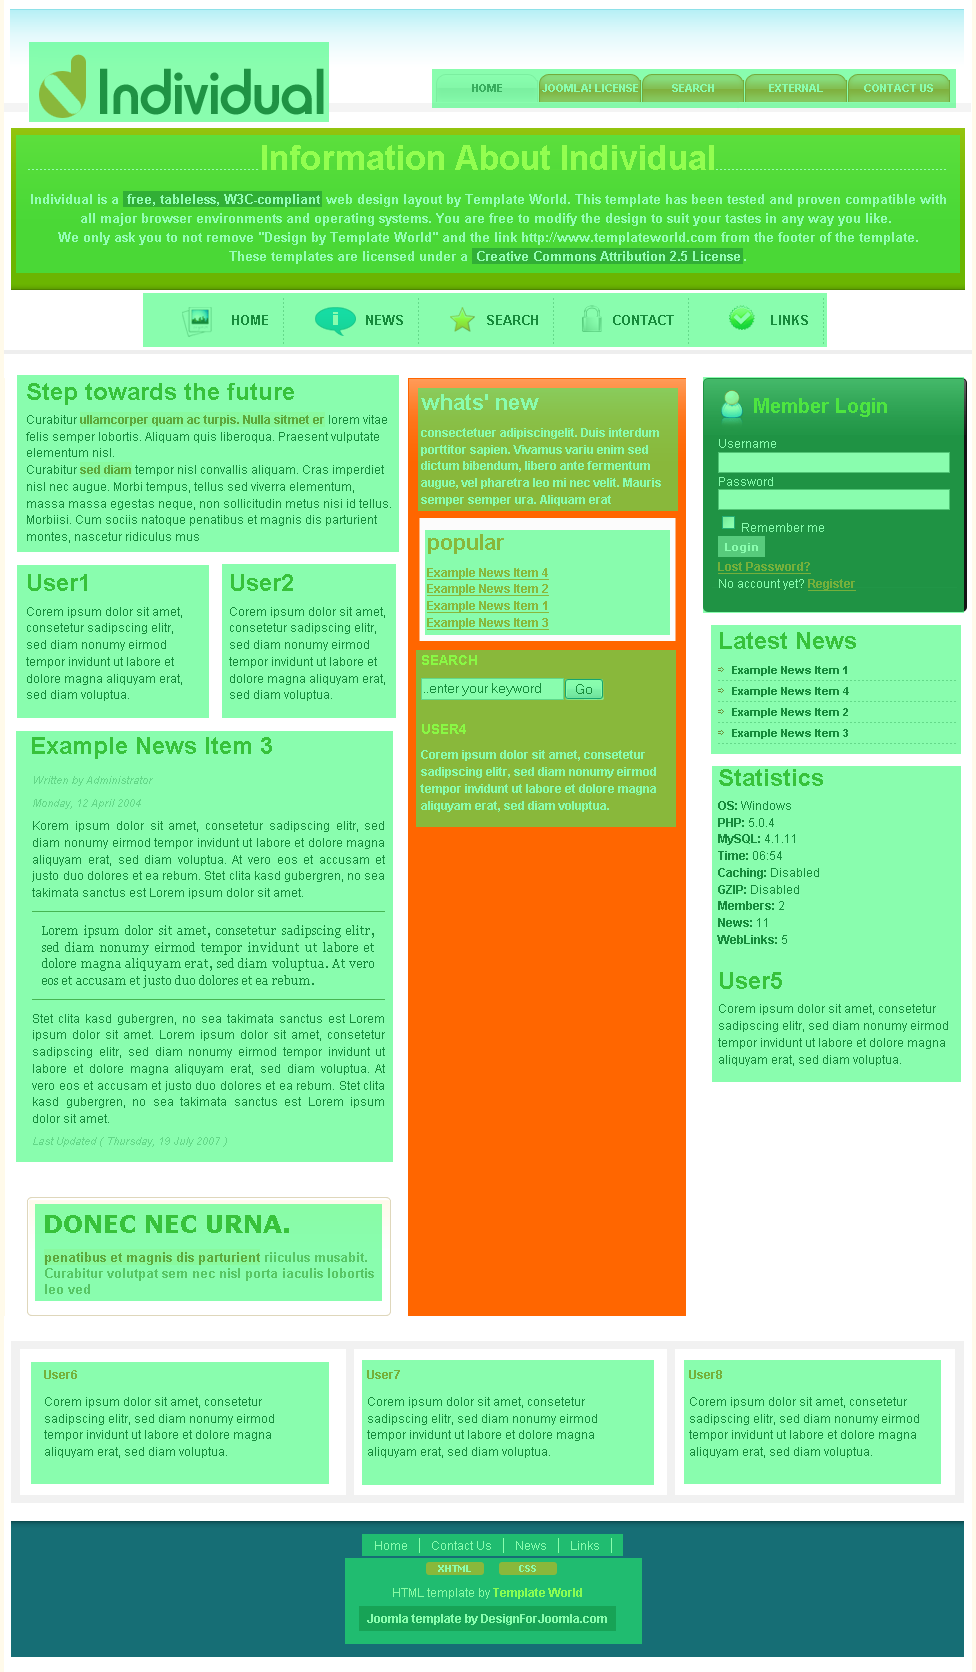 Individual
HOME
JOOMLA! LICENSE
SEARCH
EXTERNAL
CONTACT US
Information About Individual
Individual is a free, tableless, W3C-compliant web design layout by Template World. This template has been tested and proven compatible with
all major browser environments and operating systems. You are free to modify the design to suit your tastes in any way you like.
We only ask you to not remove "Design by Template World" and the link http://www.templateworld.com from the footer of the template.
These templates are licensed under a Creative Commons Attribution 2.5 License.
HOME
NEWS
SEARCH
CONTACT
LINKS
Step towards the future
Curabitur ullamcorper quam ac turpis. Nulla sitmet er lorem vitae
felis semper lobortis. Aliquam quis liberoqua. Praesent vulputate
elementum nisl.
Curabitur sed diam tempor nisl convallis aliquam. Cras imperdiet
nisl nec augue. Morbi tempus, tellus sed viverra elementum,
massa massa egestas neque, non sollicitudin metus nisi id tellus.
Morbiisi. Cum sociis natoque penatibus et magnis dis parturient
montes, nascetur ridiculus mus
User1
Corem ipsum dolor sit amet,
consetetur sadipscing elitr,
sed diam nonumy eirmod
tempor invidunt ut labore et
dolore magna aliquyam erat,
sed diam voluptua.
User2
Corem ipsum dolor sit amet,
consetetur sadipscing elitr,
sed diam nonumy eirmod
tempor invidunt ut labore et
dolore magna aliquyam erat,
sed diam voluptua.
Example News Item 3
Written by Administrator
Monday, 12 April 2004
Korem ipsum dolor sit amet, consetetur sadipscing elitr, sed
diam nonumy eirmod tempor invidunt ut labore et dolore magna
aliquyam erat, sed diam voluptua. At vero eos et accusam et
justo duo dolores et ea rebum. Stet clita kasd gubergren, no sea
takimata sanctus est Lorem ipsum dolor sit amet.
Lorem ipsum dolor sit amet, consetetur sadipscing elitr,
sed diam nonumy eirmod tempor invidunt ut labore et
dolore magna aliquyam erat, sed diam voluptua. At vero
eos et accusam et justo duo dolores et ea rebum.
Stet clita kasd gubergren, no sea takimata sanctus est Lorem
ipsum dolor sit amet. Lorem ipsum dolor sit amet, consetetur
sadipscing elitr, sed diam nonumy eirmod tempor invidunt ut
labore et dolore magna aliquyam erat, sed diam voluptua. At
vero eos et accusam et justo duo dolores et ea rebum. Stet clita
kasd gubergren, no sea takimata sanctus est Lorem ipsum
dolor sit amet.
Last Updated ( Thursday, 19 July 2007 )
DONEC NEC URNA.
penatibus et magnis dis parturient riiculus musabit.
Curabitur volutpat sem nec nisl porta iaculis lobortis
leo ved
whats' new
consectetuer adipiscingelit. Duis interdum
porttitor sapien. Vivamus variu enim sed
dictum bibendum, libero ante fermentum
augue, vel pharetra leo mi nec velit. Mauris
semper semper ura. Aliquam erat
popular
Example News Item 4
Example News Item 2
Example News Item 1
Example News Item 3
SEARCH
..enter your keyword
Go
USER4
Corem ipsum dolor sit amet, consetetur
sadipscing elitr, sed diam nonumy eirmod
tempor invidunt ut labore et dolore magna
aliquyam erat, sed diam voluptua.
Member Login
Username
Password
Remember me
Login
Lost Password?
No account yet? Register
Latest News
Example News Item 1
Example News Item 4
Example News Item 2
Example News Item 3
Statistics
OS: Windows
PHP: 5.0.4
MySQL: 4.1.11
Time: 06:54
Caching: Disabled
GZIP: Disabled
Members: 2
News: 11
WebLinks: 5
User5
Corem ipsum dolor sit amet, consetetur
sadipscing elitr, sed diam nonumy eirmod
tempor invidunt ut labore et dolore magna
aliquyam erat, sed diam voluptua.
User6
Corem ipsum dolor sit amet, consetetur
sadipscing elitr, sed diam nonumy eirmod
tempor invidunt ut labore et dolore magna
aliquyam erat, sed diam voluptua.
User7
Corem ipsum dolor sit amet, consetetur
sadipscing elitr, sed diam nonumy eirmod
tempor invidunt ut labore et dolore magna
aliquyam erat, sed diam voluptua.
User8
Corem ipsum dolor sit amet, consetetur
sadipscing elitr, sed diam nonumy eirmod
tempor invidunt ut labore et dolore magna
aliquyam erat, sed diam voluptua.
Home | Contact Us | News | Links |
XHTML CSS
HTML template by Template World
Joomla template by DesignForJoomla.com